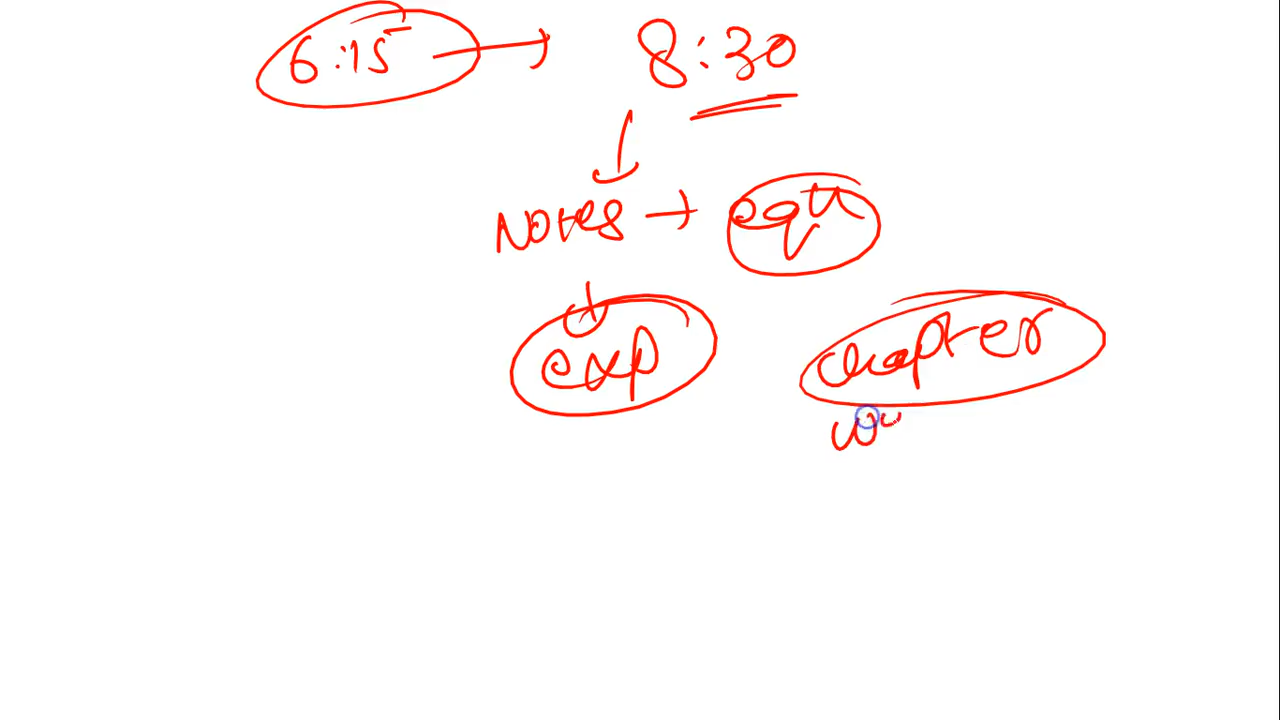 6:15 → 8:30
↓
Notes → eqn
↓
exp chapter